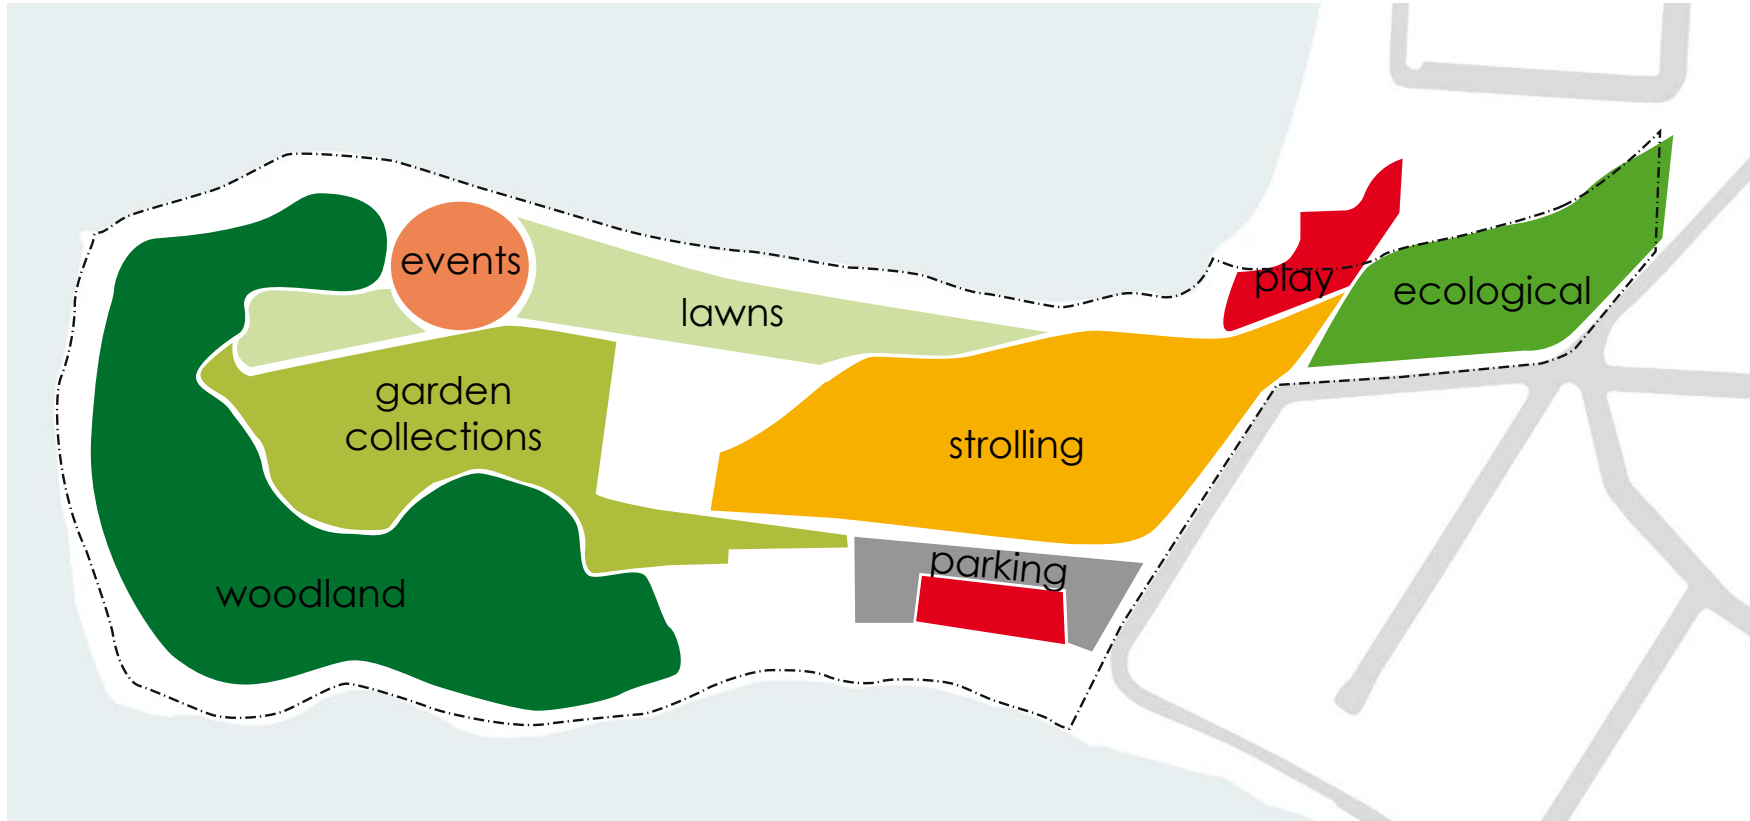 events
play
ecological
lawns
garden
collections
strolling
parking
woodland